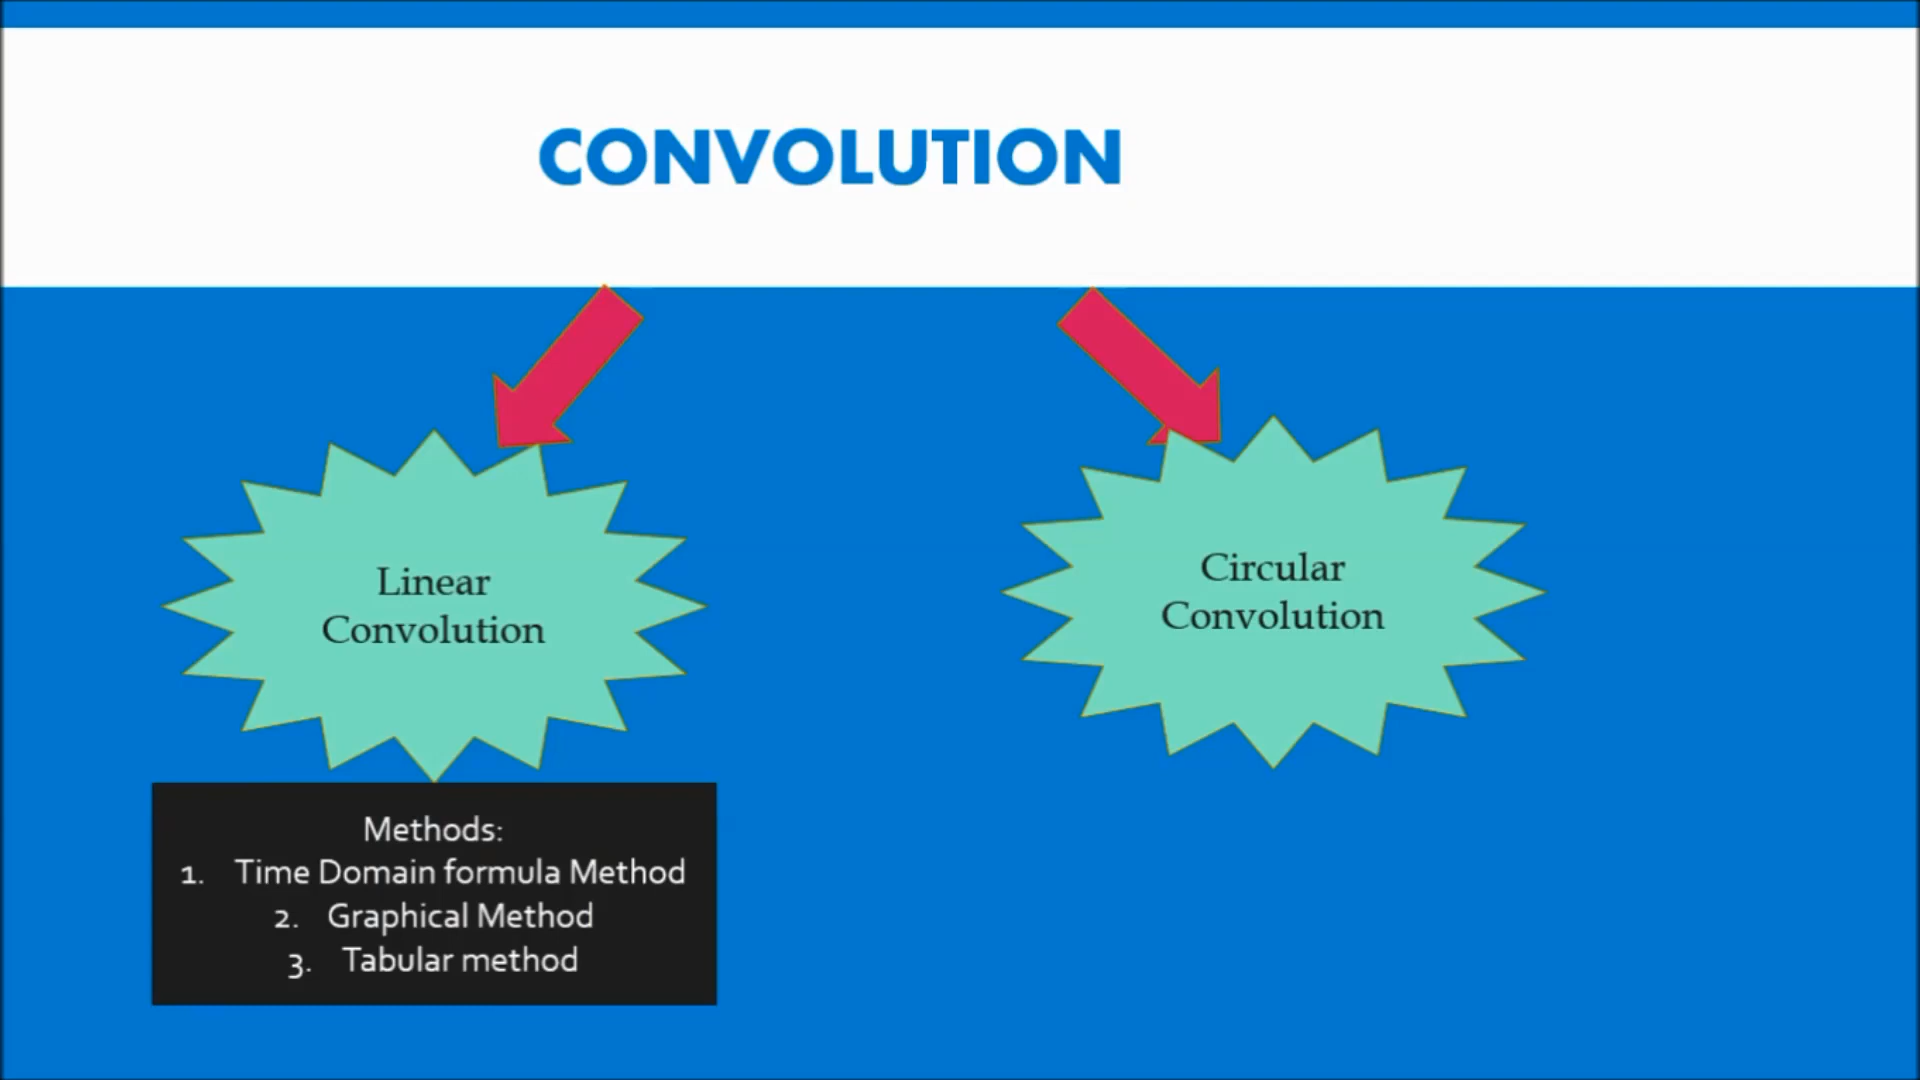 CONVOLUTION
Linear
Convolution
Circular
Convolution
Methods:
1. Time Domain formula Method
2. Graphical Method
3. Tabular method